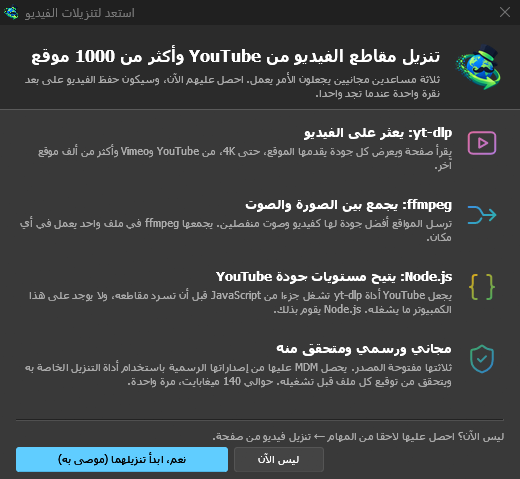 استعد لتنزيلات الفيديو
تنزيل مقاطع الفيديو من YouTube وأكثر من 1000 موقع
ثلاثة مساعدين مجانيين يجعلون الأمر يعمل. احصل عليهم الآن، وسيكون حفظ الفيديو على بعد
نقرة واحدة عندما تجد واحدا.
yt-dlp: يعثر على الفيديو
يقرأ صفحة ويعرض كل جودة يقدمها الموقع، حتى 4K، من YouTube وVimeo وأكثر من ألف موقع
آخر.
ffmpeg: يجمع بين الصورة والصوت
ترسل المواقع أفضل جودة لها كفيديو وصوت منفصلين. يجمعها ffmpeg في ملف واحد يعمل في أي
مكان.
Node.js: يتيح مستويات جودة YouTube
يجعل YouTube أداة yt-dlp تشغل جزءا من JavaScript قبل أن تسرد مقاطعه، ولا يوجد على هذا
الكمبيوتر ما يشغله. Node.js يقوم بذلك.
مجاني ورسمي ومتحقق منه
ثلاثتها مفتوحة المصدر. يحصل MDM عليها من إصداراتها الرسمية باستخدام أداة التنزيل الخاصة به
ويتحقق من توقيع كل ملف قبل تشغيله. حوالي 140 ميغابايت، مرة واحدة.
ليس الآن؟ احصل عليها لاحقا من المهام ← تنزيل فيديو من صفحة.
ليس الآن
نعم، ابدأ تنزيلهما (موصى به)